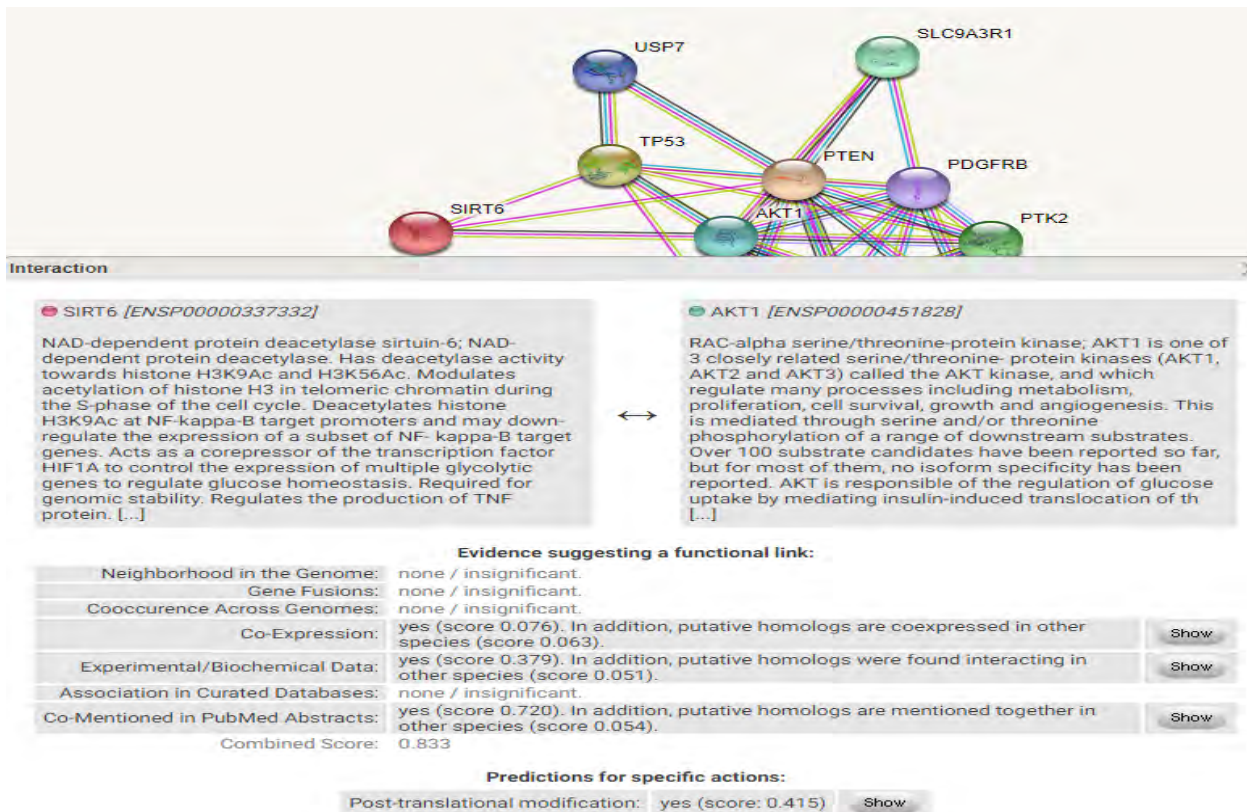 SLC9A3R1
USP7
TP53
PTEN
PDGFRB
SIRT6
AKT1
PTK2
Interaction
SIRT6 [ENSP00000337332]
NAD-dependent protein deacetylase sirtuin-6; NAD-
dependent protein deacetylase. Has deacetylase activity
towards histone H3K9Ac and H3K56Ac. Modulates
acetylation of histone H3 in telomeric chromatin during
the S-phase of the cell cycle. Deacetylates histone
H3K9Ac at NF-kappa-B target promoters and may down-
regulate the expression of a subset of NF- kappa-B target
genes. Acts as a corepressor of the transcription factor
HIF1A to control the expression of multiple glycolytic
genes to regulate glucose homeostasis. Required for
genomic stability. Regulates the production of TNF
protein. [...]
↔
AKT1 [ENSP00000451828]
RAC-alpha serine/threonine-protein kinase; AKT1 is one of
3 closely related serine/threonine- protein kinases (AKT1,
AKT2 and AKT3) called the AKT kinase, and which
regulate many processes including metabolism,
proliferation, cell survival, growth and angiogenesis. This
is mediated through serine and/or threonine
phosphorylation of a range of downstream substrates.
Over 100 substrate candidates have been reported so far,
but for most of them, no isoform specificity has been
reported. AKT is responsible of the regulation of glucose
uptake by mediating insulin-induced translocation of th
[...]
Evidence suggesting a functional link:
Neighborhood in the Genome: none / insignificant.
Gene Fusions: none / insignificant.
Cooccurence Across Genomes: none / insignificant.
Co-Expression: yes (score 0.076). In addition, putative homologs are coexpressed in other
species (score 0.063).
Show
Experimental/Biochemical Data: yes (score 0.379). In addition, putative homologs were found interacting in
other species (score 0.051).
Show
Association in Curated Databases: none / insignificant.
Co-Mentioned in PubMed Abstracts: yes (score 0.720). In addition, putative homologs are mentioned together in
other species (score 0.054).
Show
Combined Score: 0.833
Predictions for specific actions:
Post-translational modification: yes (score: 0.415) Show